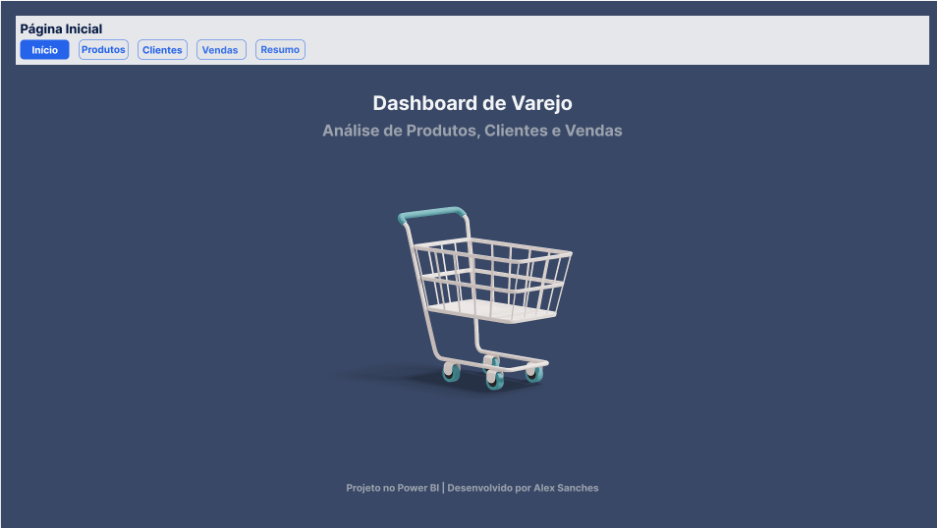 Página Inicial
Início Produtos Clientes Vendas Resumo
Dashboard de Varejo
Análise de Produtos, Clientes e Vendas
Projeto no Power BI | Desenvolvido por Alex Sanches